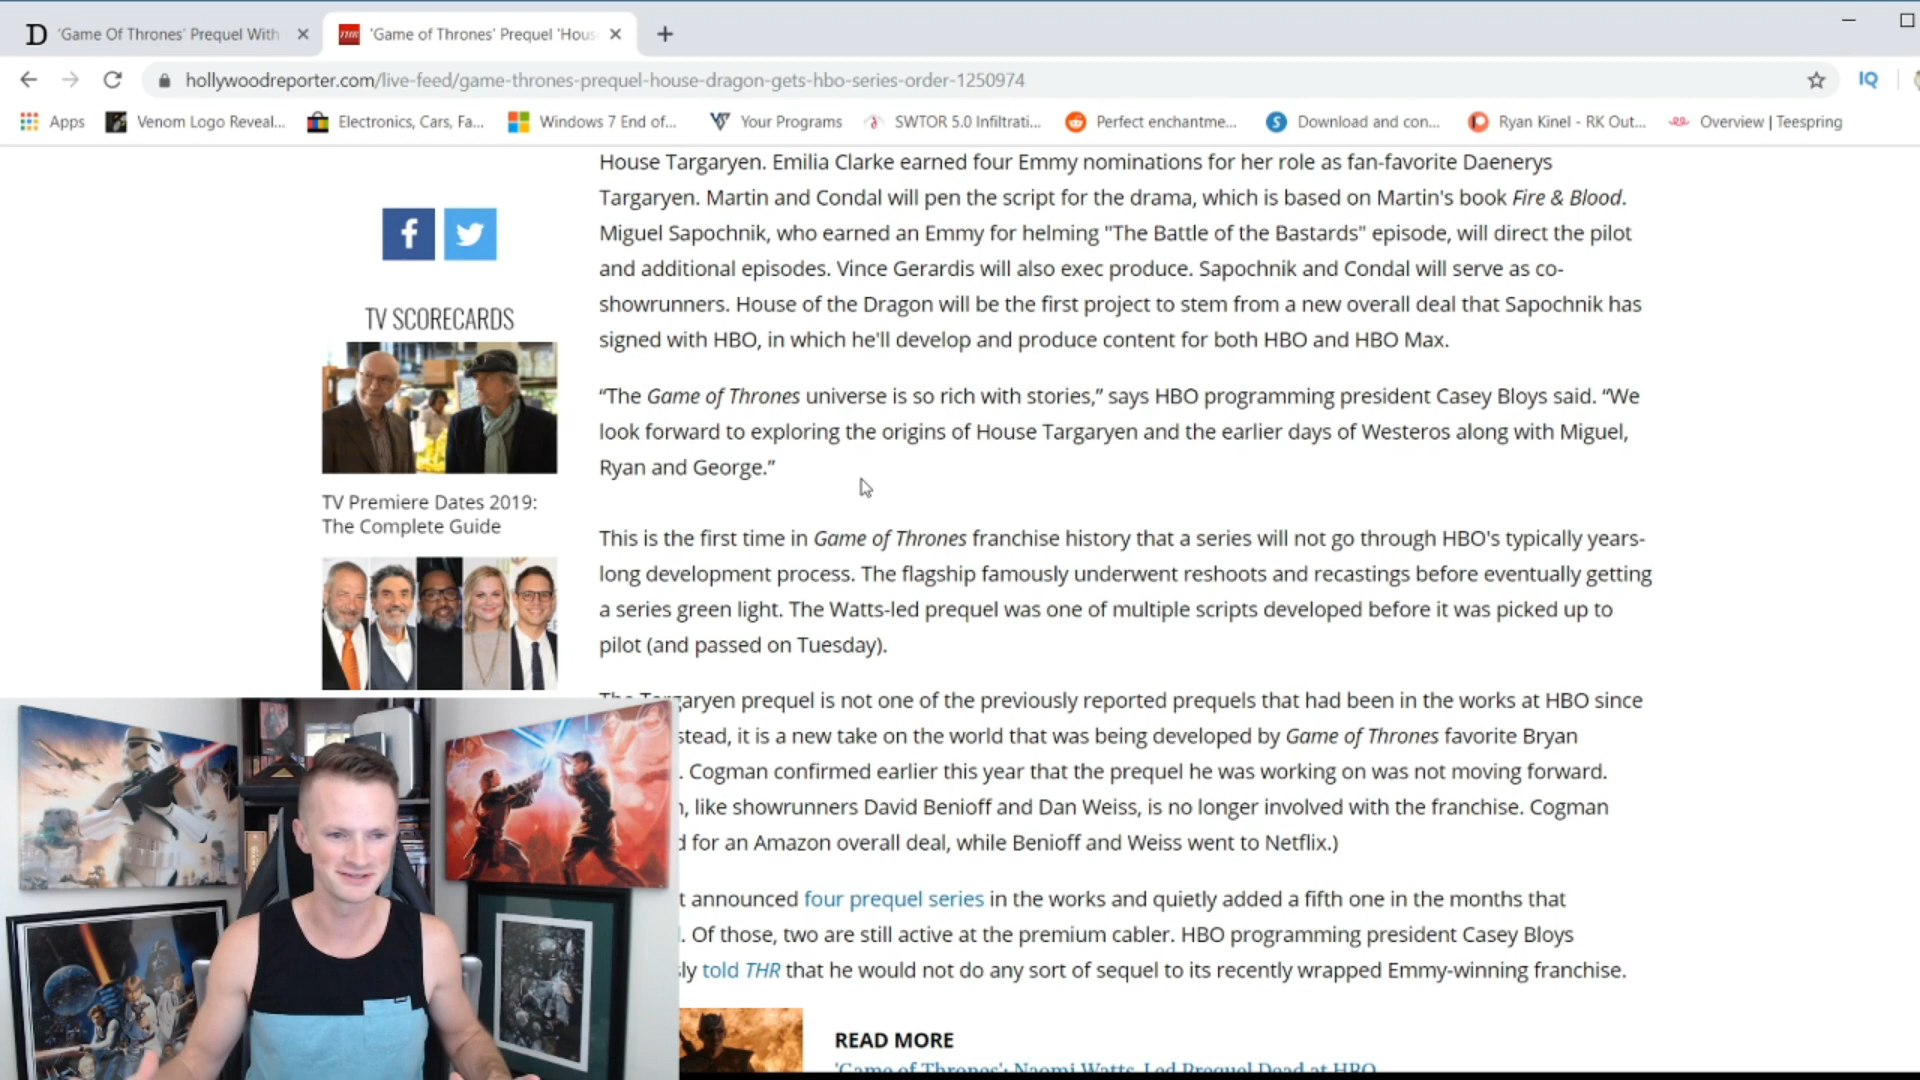 D 'Game Of Thrones' Prequel With
THR 'Game of Thrones' Prequel 'Hous
hollywoodreporter.com/live-feed/game-thrones-prequel-house-dragon-gets-hbo-series-order-1250974
IQ
Apps Venom Logo Reveal... Electronics, Cars, Fa... Windows 7 End of... Your Programs SWTOR 5.0 Infiltrati... Perfect enchantme... Download and con... Ryan Kinel - RK Out... Overview | Teespring
House Targaryen. Emilia Clarke earned four Emmy nominations for her role as fan-favorite Daenerys
Targaryen. Martin and Condal will pen the script for the drama, which is based on Martin's book Fire & Blood.
Miguel Sapochnik, who earned an Emmy for helming "The Battle of the Bastards" episode, will direct the pilot
and additional episodes. Vince Gerardis will also exec produce. Sapochnik and Condal will serve as co-
showrunners. House of the Dragon will be the first project to stem from a new overall deal that Sapochnik has
signed with HBO, in which he'll develop and produce content for both HBO and HBO Max.
TV SCORECARDS
TV Premiere Dates 2019:
The Complete Guide
“The Game of Thrones universe is so rich with stories,” says HBO programming president Casey Bloys said. “We
look forward to exploring the origins of House Targaryen and the earlier days of Westeros along with Miguel,
Ryan and George.”
This is the first time in Game of Thrones franchise history that a series will not go through HBO's typically years-
long development process. The flagship famously underwent reshoots and recastings before eventually getting
a series green light. The Watts-led prequel was one of multiple scripts developed before it was picked up to
pilot (and passed on Tuesday).
The Targaryen prequel is not one of the previously reported prequels that had been in the works at HBO since
stead, it is a new take on the world that was being developed by Game of Thrones favorite Bryan
. Cogman confirmed earlier this year that the prequel he was working on was not moving forward.
, like showrunners David Benioff and Dan Weiss, is no longer involved with the franchise. Cogman
d for an Amazon overall deal, while Benioff and Weiss went to Netflix.)
t announced four prequel series in the works and quietly added a fifth one in the months that
. Of those, two are still active at the premium cabler. HBO programming president Casey Bloys
ly told THR that he would not do any sort of sequel to its recently wrapped Emmy-winning franchise.
READ MORE
'Game of Thrones': Naomi Watts-Led Prequel Dead at HBO